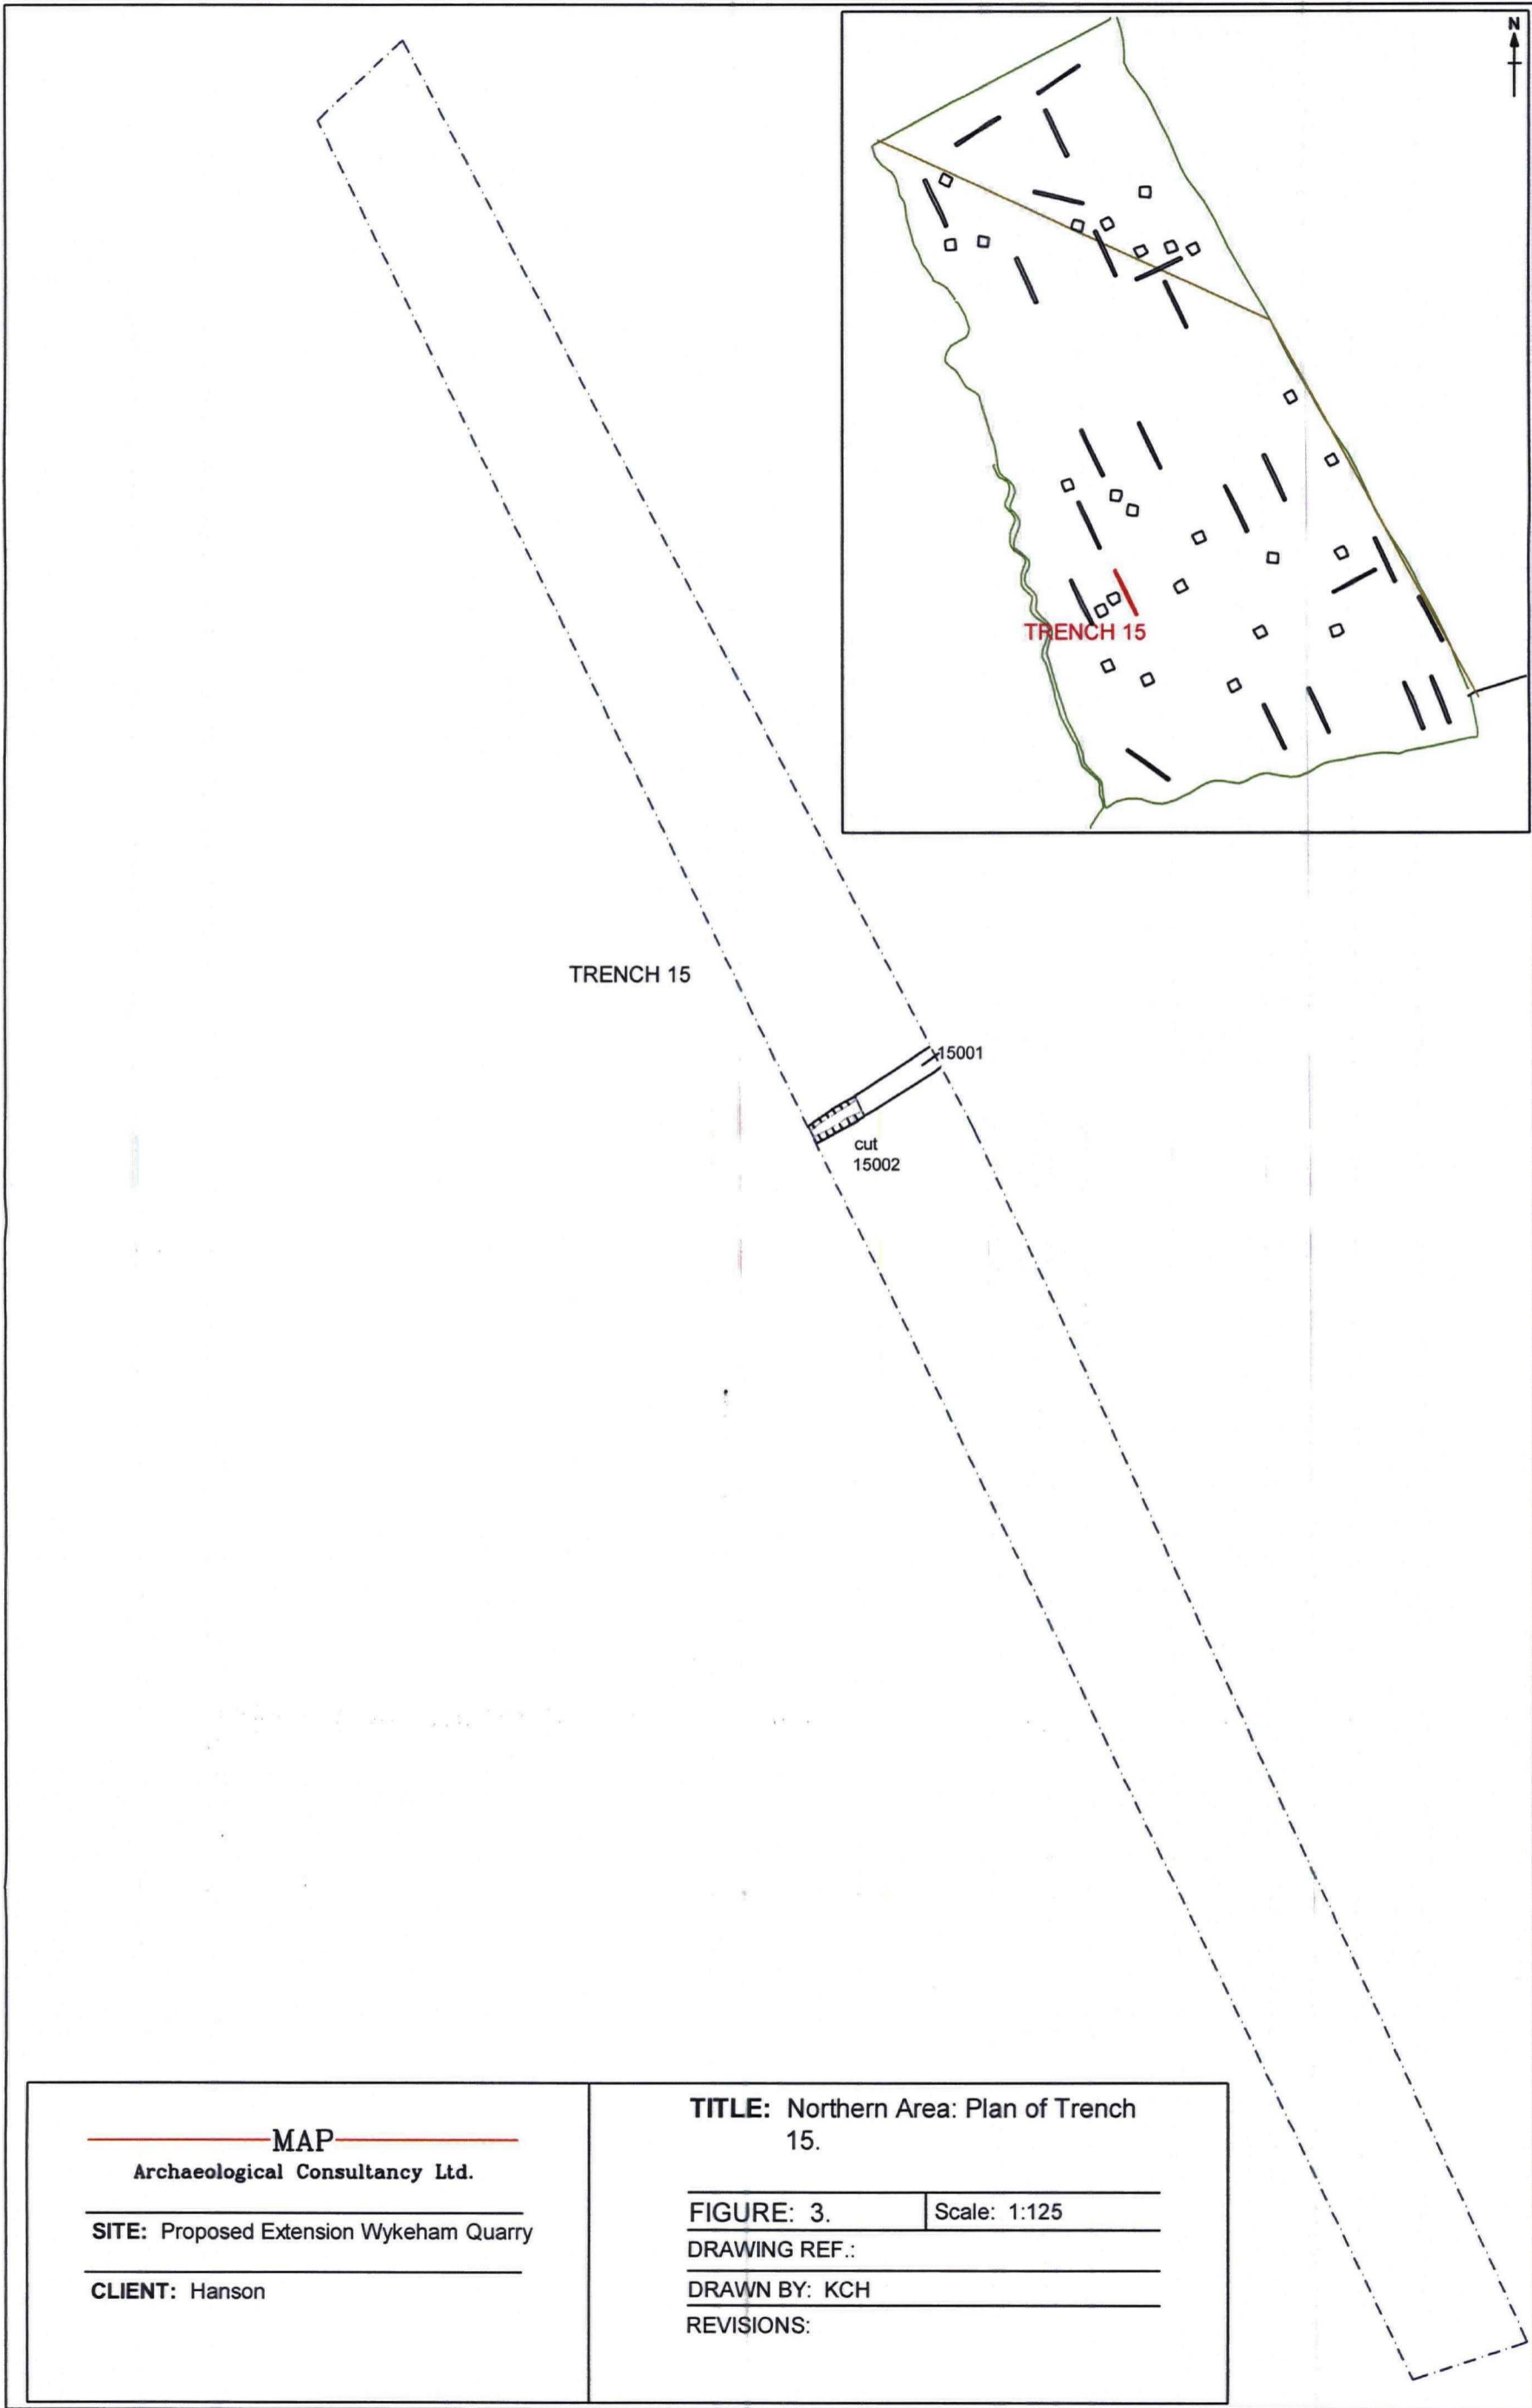 N
TRENCH 15
TRENCH 15
15001
cut
15002
MAP
Archaeological Consultancy Ltd.
SITE: Proposed Extension Wykeham Quarry
CLIENT: Hanson
TITLE: Northern Area: Plan of Trench
15.
FIGURE: 3.
Scale: 1:125
DRAWING REF.:
DRAWN BY: KCH
REVISIONS: